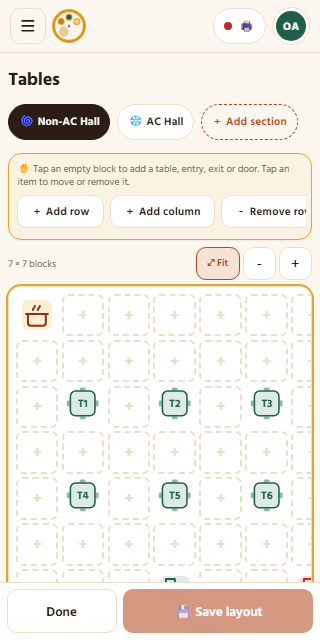 OA
Tables
Non-AC Hall
AC Hall
+ Add section
Tap an empty block to add a table, entry, exit or door. Tap an
item to move or remove it.
+ Add row
+ Add column
- Remove row
7 × 7 blocks
Fit
-
+
T1
T2
T3
T4
T5
T6
Done
Save layout